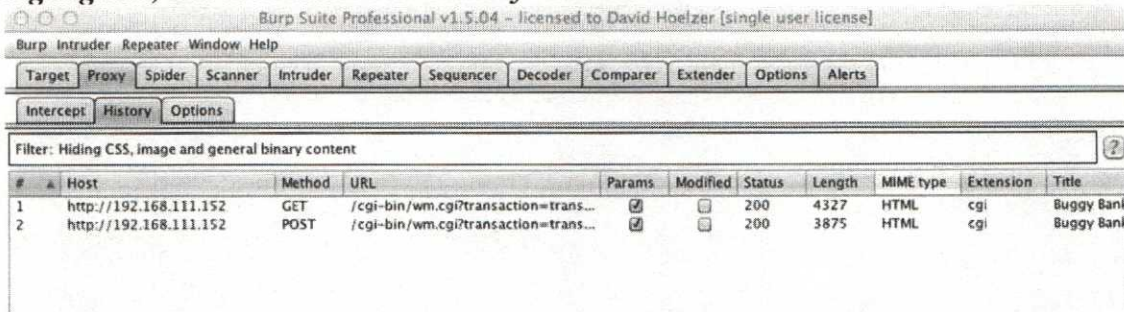 Burp Suite Professional v1.5.04 – licensed to David Hoelzer [single user license]
Burp Intruder Repeater Window Help
Target Proxy Spider Scanner Intruder Repeater Sequencer Decoder Comparer Extender Options Alerts
Intercept History Options
Filter: Hiding CSS, image and general binary content ?
# Host Method URL Params Modified Status Length MIME type Extension Title
1 http://192.168.111.152 GET /cgi-bin/wm.cgi?transaction=trans... 200 4327 HTML cgi Buggy Bank
2 http://192.168.111.152 POST /cgi-bin/wm.cgi?transaction=trans... 200 3875 HTML cgi Buggy Bank